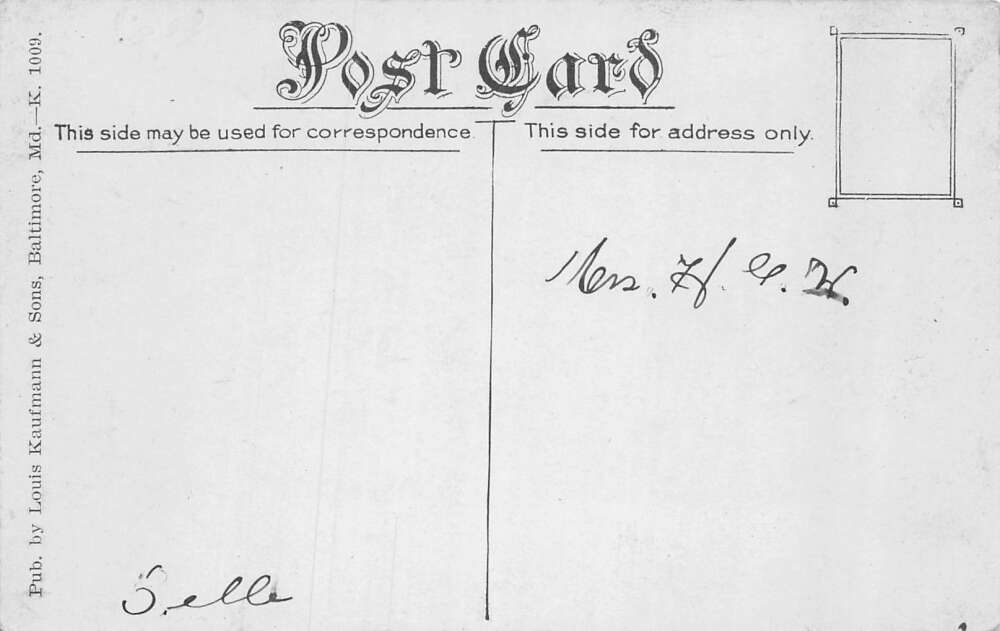 Post Card
This side may be used for correspondence.
This side for address only.
Pub. by Louis Kaufmann & Sons, Baltimore, Md.—K. 1009.
Mrs. H. C. W.